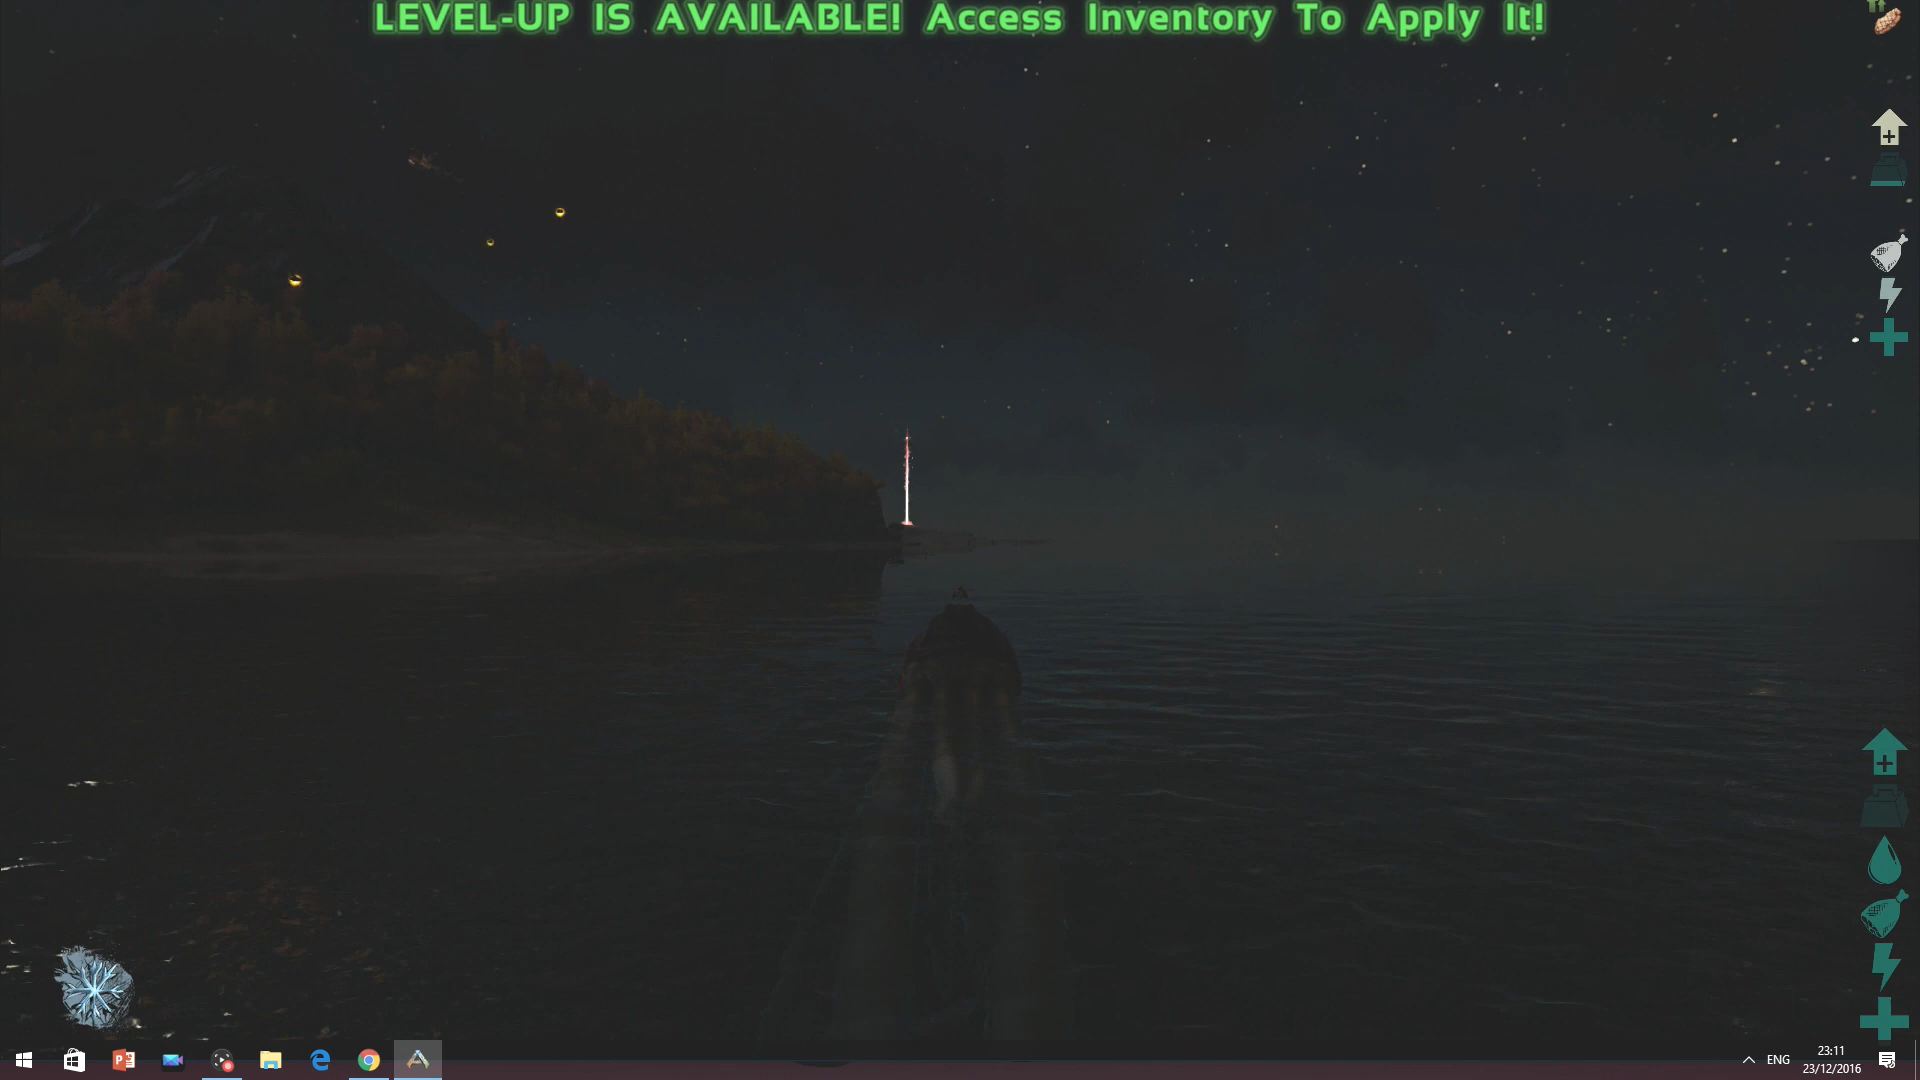 LEVEL-UP IS AVAILABLE! Access Inventory To Apply It!
ENG
23:11
23/12/2016